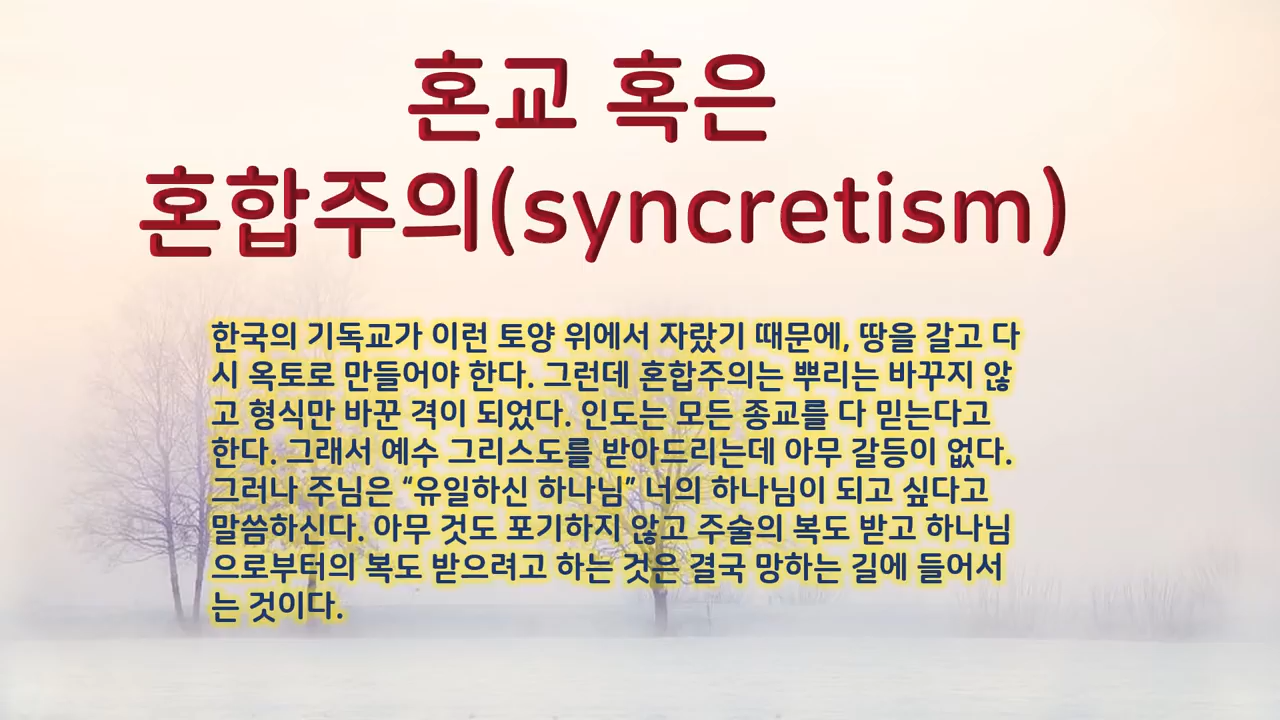 혼교 혹은
혼합주의(syncretism)
한국의 기독교가 이런 토양 위에서 자랐기 때문에, 땅을 갈고 다
시 옥토로 만들어야 한다. 그런데 혼합주의는 뿌리는 바꾸지 않
고 형식만 바꾼 격이 되었다. 인도는 모든 종교를 다 믿는다고
한다. 그래서 예수 그리스도를 받아드리는데 아무 갈등이 없다.
그러나 주님은 “유일하신 하나님” 너의 하나님이 되고 싶다고
말씀하신다. 아무 것도 포기하지 않고 주술의 복도 받고 하나님
으로부터의 복도 받으려고 하는 것은 결국 망하는 길에 들어서
는 것이다.